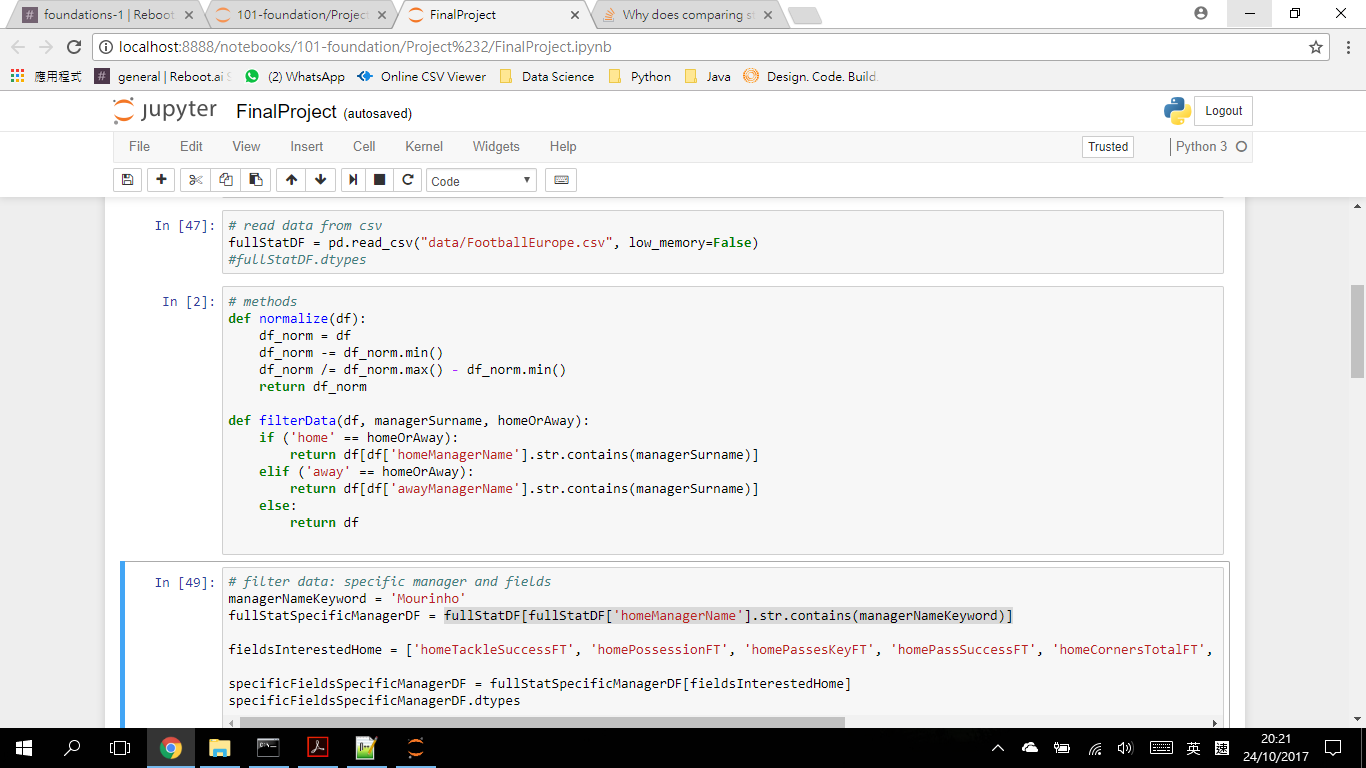 foundations-1 | Reboot
101-foundation/Project
FinalProject
Why does comparing st
localhost:8888/notebooks/101-foundation/Project%232/FinalProject.ipynb
應用程式
general | Reboot.ai S
(2) WhatsApp
Online CSV Viewer
Data Science
Python
Java
Design. Code. Build
jupyter FinalProject (autosaved)
Logout
File Edit View Insert Cell Kernel Widgets Help
Trusted
Python 3
Code
In [47]:
# read data from csv
fullStatDF = pd.read_csv("data/FootballEurope.csv", low_memory=False)
#fullStatDF.dtypes
In [2]:
# methods
def normalize(df):
    df_norm = df
    df_norm -= df_norm.min()
    df_norm /= df_norm.max() - df_norm.min()
    return df_norm
def filterData(df, managerSurname, homeOrAway):
    if ('home' == homeOrAway):
        return df[df['homeManagerName'].str.contains(managerSurname)]
    elif ('away' == homeOrAway):
        return df[df['awayManagerName'].str.contains(managerSurname)]
    else:
        return df
In [49]:
# filter data: specific manager and fields
managerNameKeyword = 'Mourinho'
fullStatSpecificManagerDF = fullStatDF[fullStatDF['homeManagerName'].str.contains(managerNameKeyword)]
fieldsInterestedHome = ['homeTackleSuccessFT', 'homePossessionFT', 'homePassesKeyFT', 'homePassSuccessFT', 'homeCornersTotalFT',
specificFieldsSpecificManagerDF = fullStatSpecificManagerDF[fieldsInterestedHome]
specificFieldsSpecificManagerDF.dtypes
英
20:21
24/10/2017